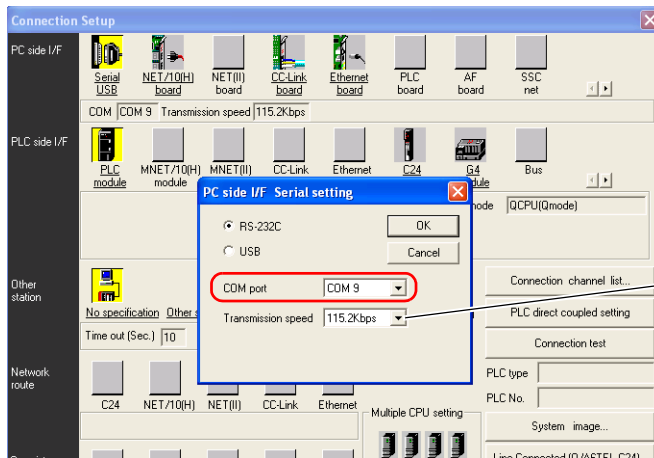 Connection Setup
PC side I/F
Serial USB
NET/10(H) board
NET(II) board
CC-Link board
Ethernet board
PLC board
AF board
SSC net
COM COM 9 Transmission speed 115.2Kbps
PLC side I/F
PLC module
MNET/10(H) module
MNET(II)
CC-Link
Ethernet
C24
G4
Bus
QCPU(Qmode)
PC side I/F Serial setting
RS-232C
OK
USB
Cancel
COM port COM 9
Transmission speed 115.2Kbps
Other station
No specification
Other
Time out (Sec.) 10
Connection channel list...
PLC direct coupled setting
Connection test
PLC type
PLC No.
System image...
Network route
C24
NET/10(H)
NET(II)
CC-Link
Ethernet
Multiple CPU setting